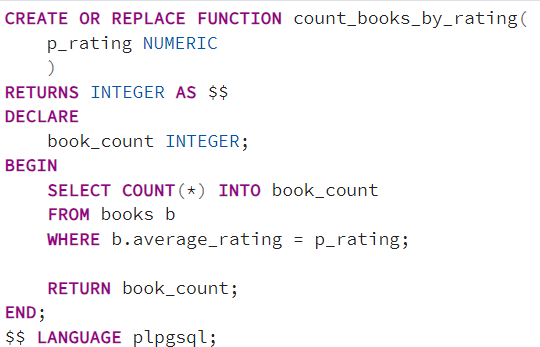 CREATE OR REPLACE FUNCTION count_books_by_rating(
    p_rating NUMERIC
    )
RETURNS INTEGER AS $$
DECLARE
    book_count INTEGER;
BEGIN
    SELECT COUNT(*) INTO book_count
    FROM books b
    WHERE b.average_rating = p_rating;

    RETURN book_count;
END;
$$ LANGUAGE plpgsql;